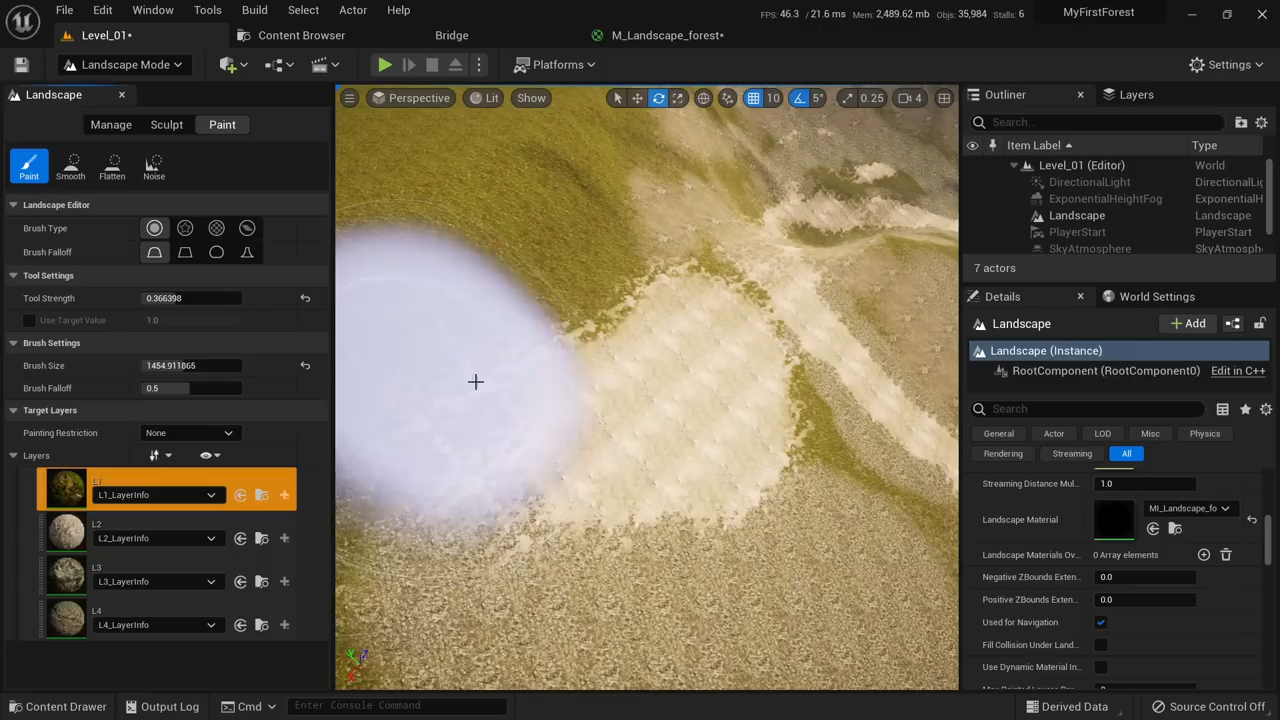 File Edit Window Tools Build Select Actor Help
FPS: 46.3 / 21.6 ms Mem: 2,489.62 mb Objs: 35,984 Stalls: 6
MyFirstForest
Level_01*
Content Browser
Bridge
M_Landscape_forest*
Landscape Mode
Platforms
Settings
Landscape
Manage Sculpt Paint
Paint Smooth Flatten Noise
Landscape Editor
Brush Type
Brush Falloff
Tool Settings
Tool Strength 0.366398
Use Target Value 1.0
Brush Settings
Brush Size 1454.911865
Brush Falloff 0.5
Target Layers
Painting Restriction None
Layers
L1
L1_LayerInfo
L2
L2_LayerInfo
L3
L3_LayerInfo
L4
L4_LayerInfo
Perspective Lit Show
10 5° 0.25 4
Outliner Layers
Search...
Item Label Type
Level_01 (Editor) World
DirectionalLight DirectionalLig
ExponentialHeightFog ExponentialH
Landscape Landscape
PlayerStart PlayerStart
SkyAtmosphere SkyAtmosph
7 actors
Details World Settings
Landscape Add
Landscape (Instance)
RootComponent (RootComponent0) Edit in C++
Search
General Actor LOD Misc Physics
Rendering Streaming All
Streaming Distance Mul... 1.0
Landscape Material MI_Landscape_fo
Landscape Materials Ov... 0 Array elements
Negative ZBounds Exten... 0.0
Positive ZBounds Exten... 0.0
Used for Navigation
Fill Collision Under Land...
Use Dynamic Material In...
Content Drawer Output Log Cmd Enter Console Command
Derived Data Source Control Off